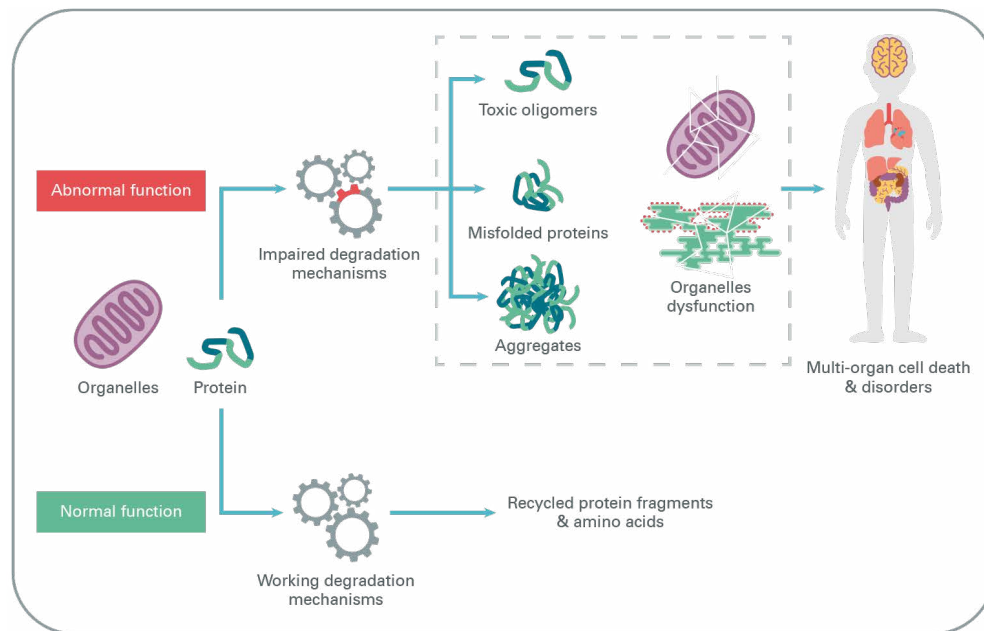 Toxic oligomers
Abnormal function
Impaired degradation
mechanisms
Misfolded proteins
Organelles
dysfunction
Aggregates
Multi-organ cell death
& disorders
Organelles
Protein
Normal function
Recycled protein fragments
& amino acids
Working degradation
mechanisms